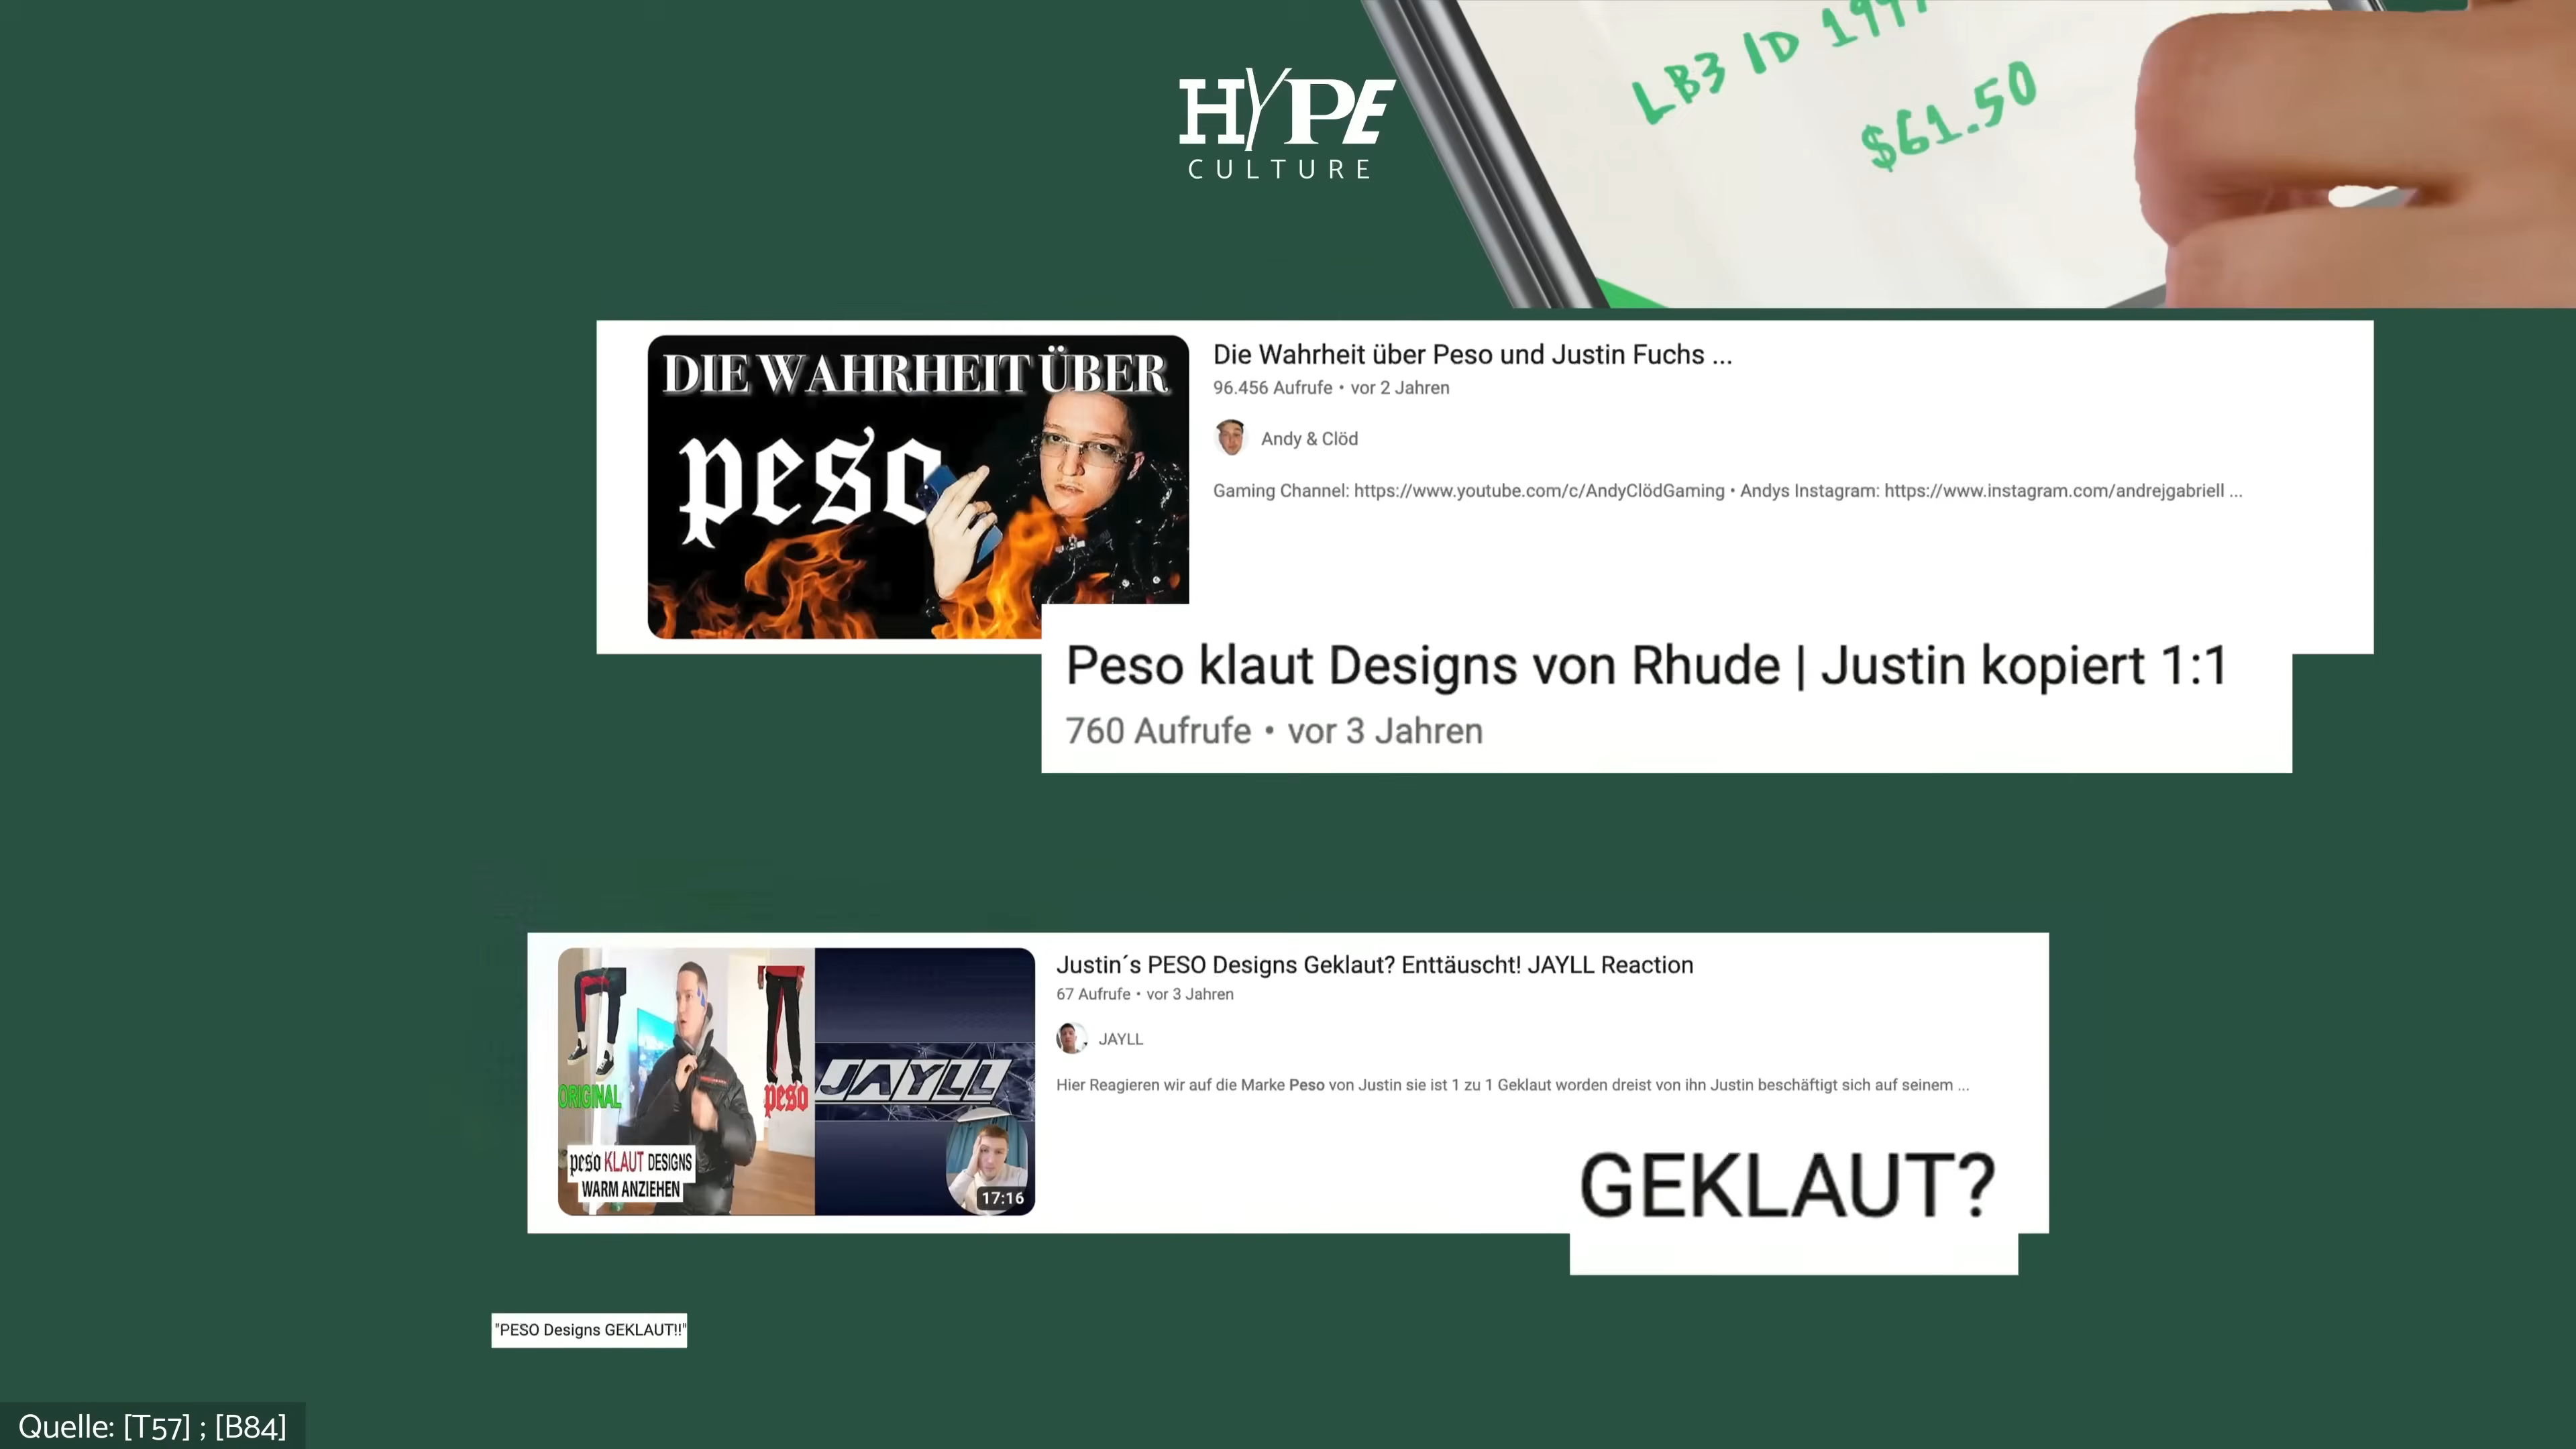 LB3 ID
$61.50
HYPE
CULTURE
DIE WAHRHEIT ÜBER
peso
Die Wahrheit über Peso und Justin Fuchs ...
96.456 Aufrufe • vor 2 Jahren
Andy & Clöd
Gaming Channel: https://www.youtube.com/c/AndyClödGaming • Andys Instagram: https://www.instagram.com/andrejgabriell ...
Peso klaut Designs von Rhude | Justin kopiert 1:1
760 Aufrufe • vor 3 Jahren
ORIGINAL
peso
peso KLAUT DESIGNS
WARM ANZIEHEN
JAYLL
17:16
Justin´s PESO Designs Geklaut? Enttäuscht! JAYLL Reaction
67 Aufrufe • vor 3 Jahren
JAYLL
Hier Reagieren wir auf die Marke Peso von Justin sie ist 1 zu 1 Geklaut worden dreist von ihn Justin beschäftigt sich auf seinem ...
GEKLAUT?
"PESO Designs GEKLAUT!!"
Quelle: [T57] ; [B84]